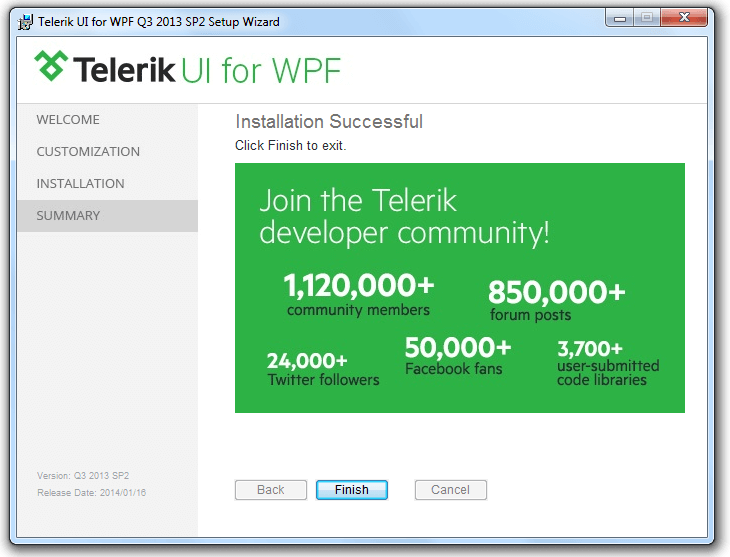 Telerik UI for WPF Q3 2013 SP2 Setup Wizard
Telerik UI for WPF
WELCOME
CUSTOMIZATION
INSTALLATION
SUMMARY
Installation Successful
Click Finish to exit.
Join the Telerik
developer community!
1,120,000+
community members
850,000+
forum posts
24,000+
Twitter followers
50,000+
Facebook fans
3,700+
user-submitted
code libraries
Version: Q3 2013 SP2
Release Date: 2014/01/16
Back
Finish
Cancel